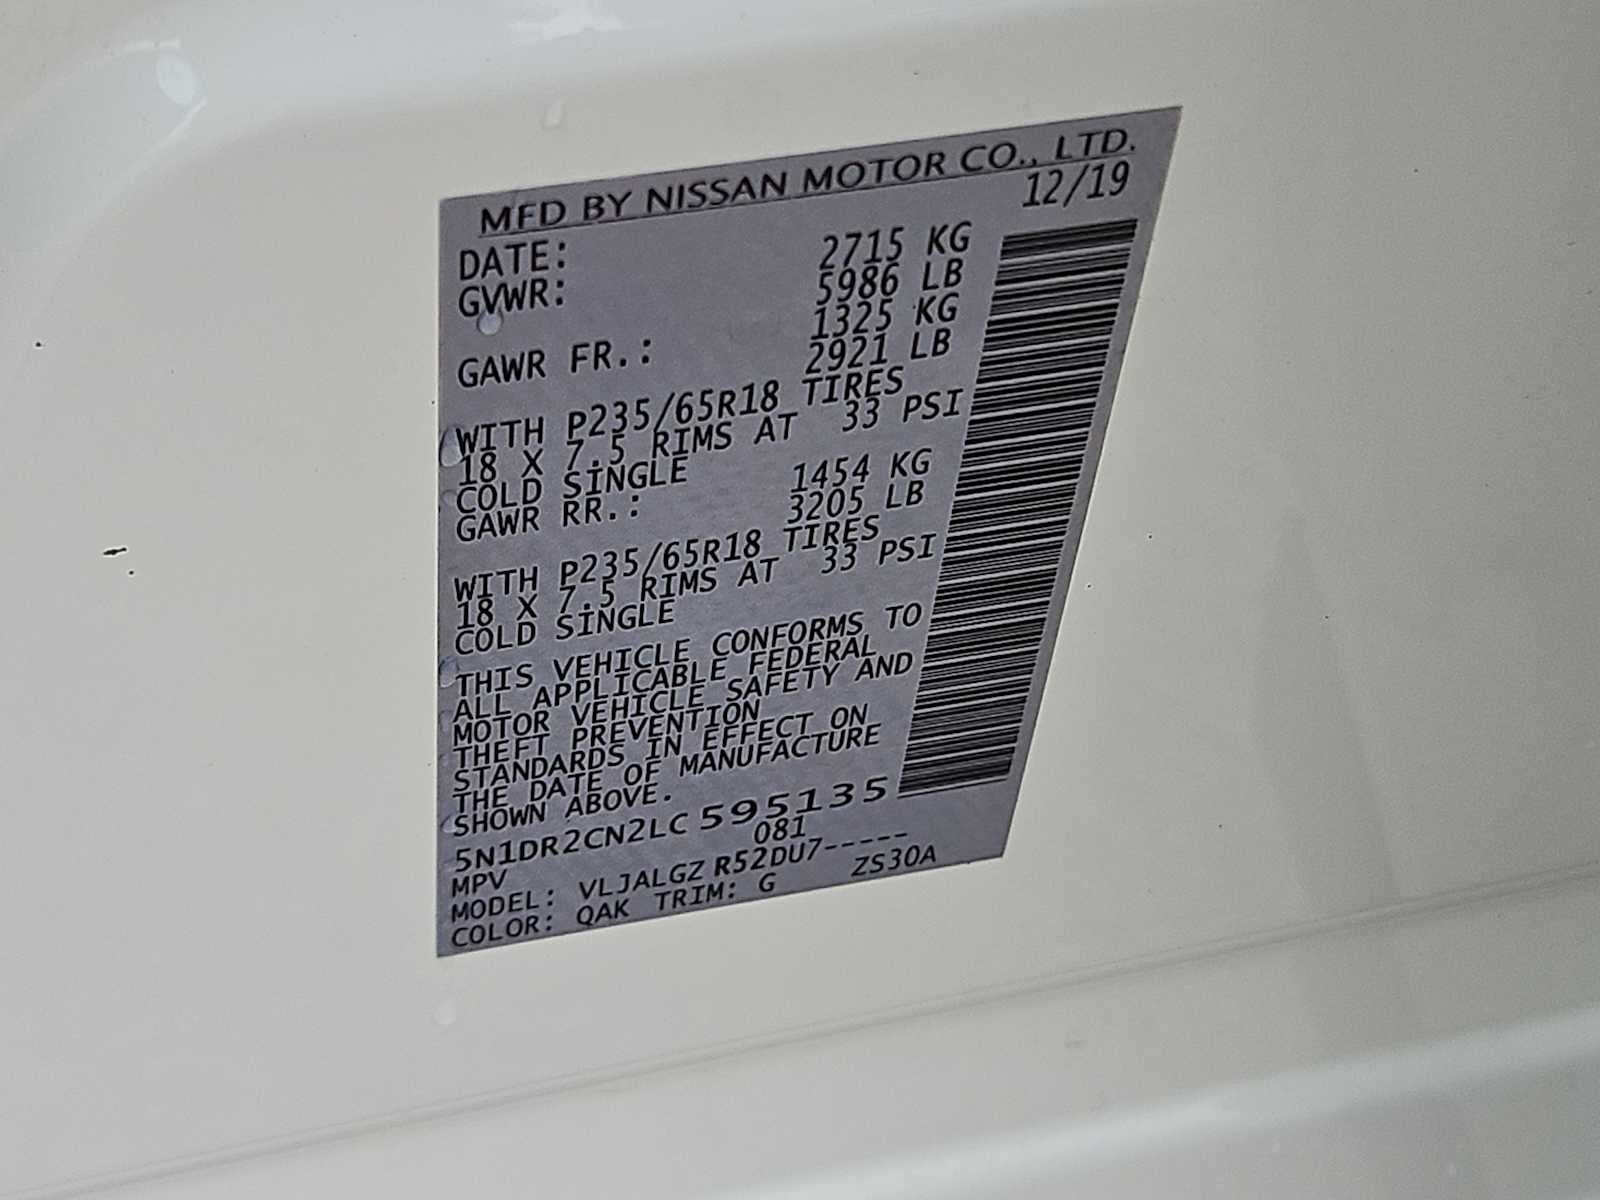 MFD BY NISSAN MOTOR CO., LTD.
DATE: 12/19
GVWR: 2715 KG
5986 LB
GAWR FR.: 1325 KG
2921 LB
WITH P235/65R18 TIRES
18 X 7.5 RIMS AT 33 PSI
COLD SINGLE
GAWR RR.: 1454 KG
3205 LB
WITH P235/65R18 TIRES
18 X 7.5 RIMS AT 33 PSI
COLD SINGLE
THIS VEHICLE CONFORMS TO
ALL APPLICABLE FEDERAL
MOTOR VEHICLE SAFETY AND
THEFT PREVENTION
STANDARDS IN EFFECT ON
THE DATE OF MANUFACTURE
SHOWN ABOVE.
5N1DR2CN2LC595135
MPV 081
MODEL: VLJALGZ R52DU7-----
COLOR: QAK TRIM: G ZS30A